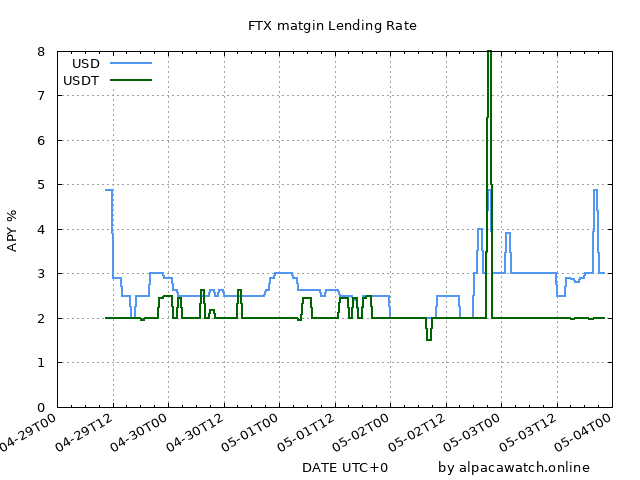 FTX matgin Lending Rate
USD
USDT
8
7
6
5
4
3
2
1
0
APY %
04-29T00
04-29T12
04-30T00
04-30T12
05-01T00
05-01T12
05-02T00
05-02T12
05-03T00
05-03T12
05-04T00
DATE UTC+0 by alpacawatch.online